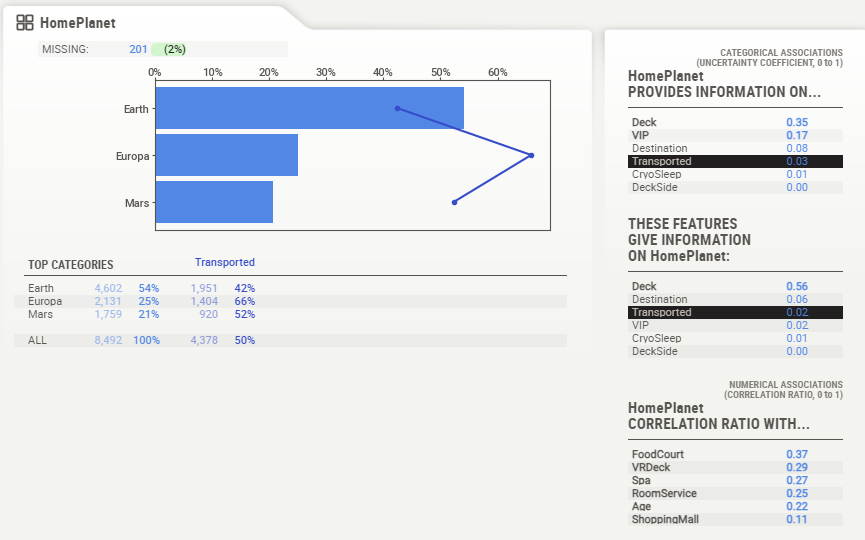 HomePlanet
MISSING: 201 (2%)
0% 10% 20% 30% 40% 50% 60%
Earth
Europa
Mars
TOP CATEGORIES Transported
Earth 4,602 54% 1,951 42%
Europa 2,131 25% 1,404 66%
Mars 1,759 21% 920 52%
ALL 8,492 100% 4,378 50%
CATEGORICAL ASSOCIATIONS
(UNCERTAINTY COEFFICIENT, 0 to 1)
HomePlanet
PROVIDES INFORMATION ON...
Deck 0.35
VIP 0.17
Destination 0.08
Transported 0.03
CryoSleep 0.01
DeckSide 0.00
THESE FEATURES
GIVE INFORMATION
ON HomePlanet:
Deck 0.56
Destination 0.06
Transported 0.02
VIP 0.02
CryoSleep 0.01
DeckSide 0.00
NUMERICAL ASSOCIATIONS
(CORRELATION RATIO, 0 to 1)
HomePlanet
CORRELATION RATIO WITH...
FoodCourt 0.37
VRDeck 0.29
Spa 0.27
RoomService 0.25
Age 0.22
ShoppingMall 0.11